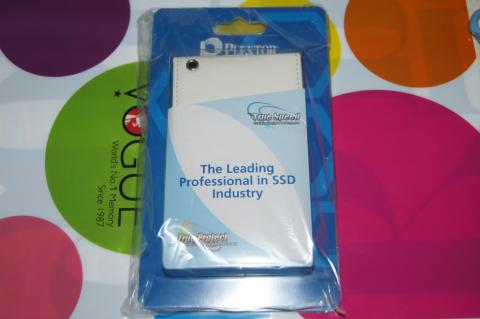 PLEXTOR
True Speed
The Leading
Professional in SSD
Industry
True Protect
VOGUE
World's No.1 Memory
Since 1987